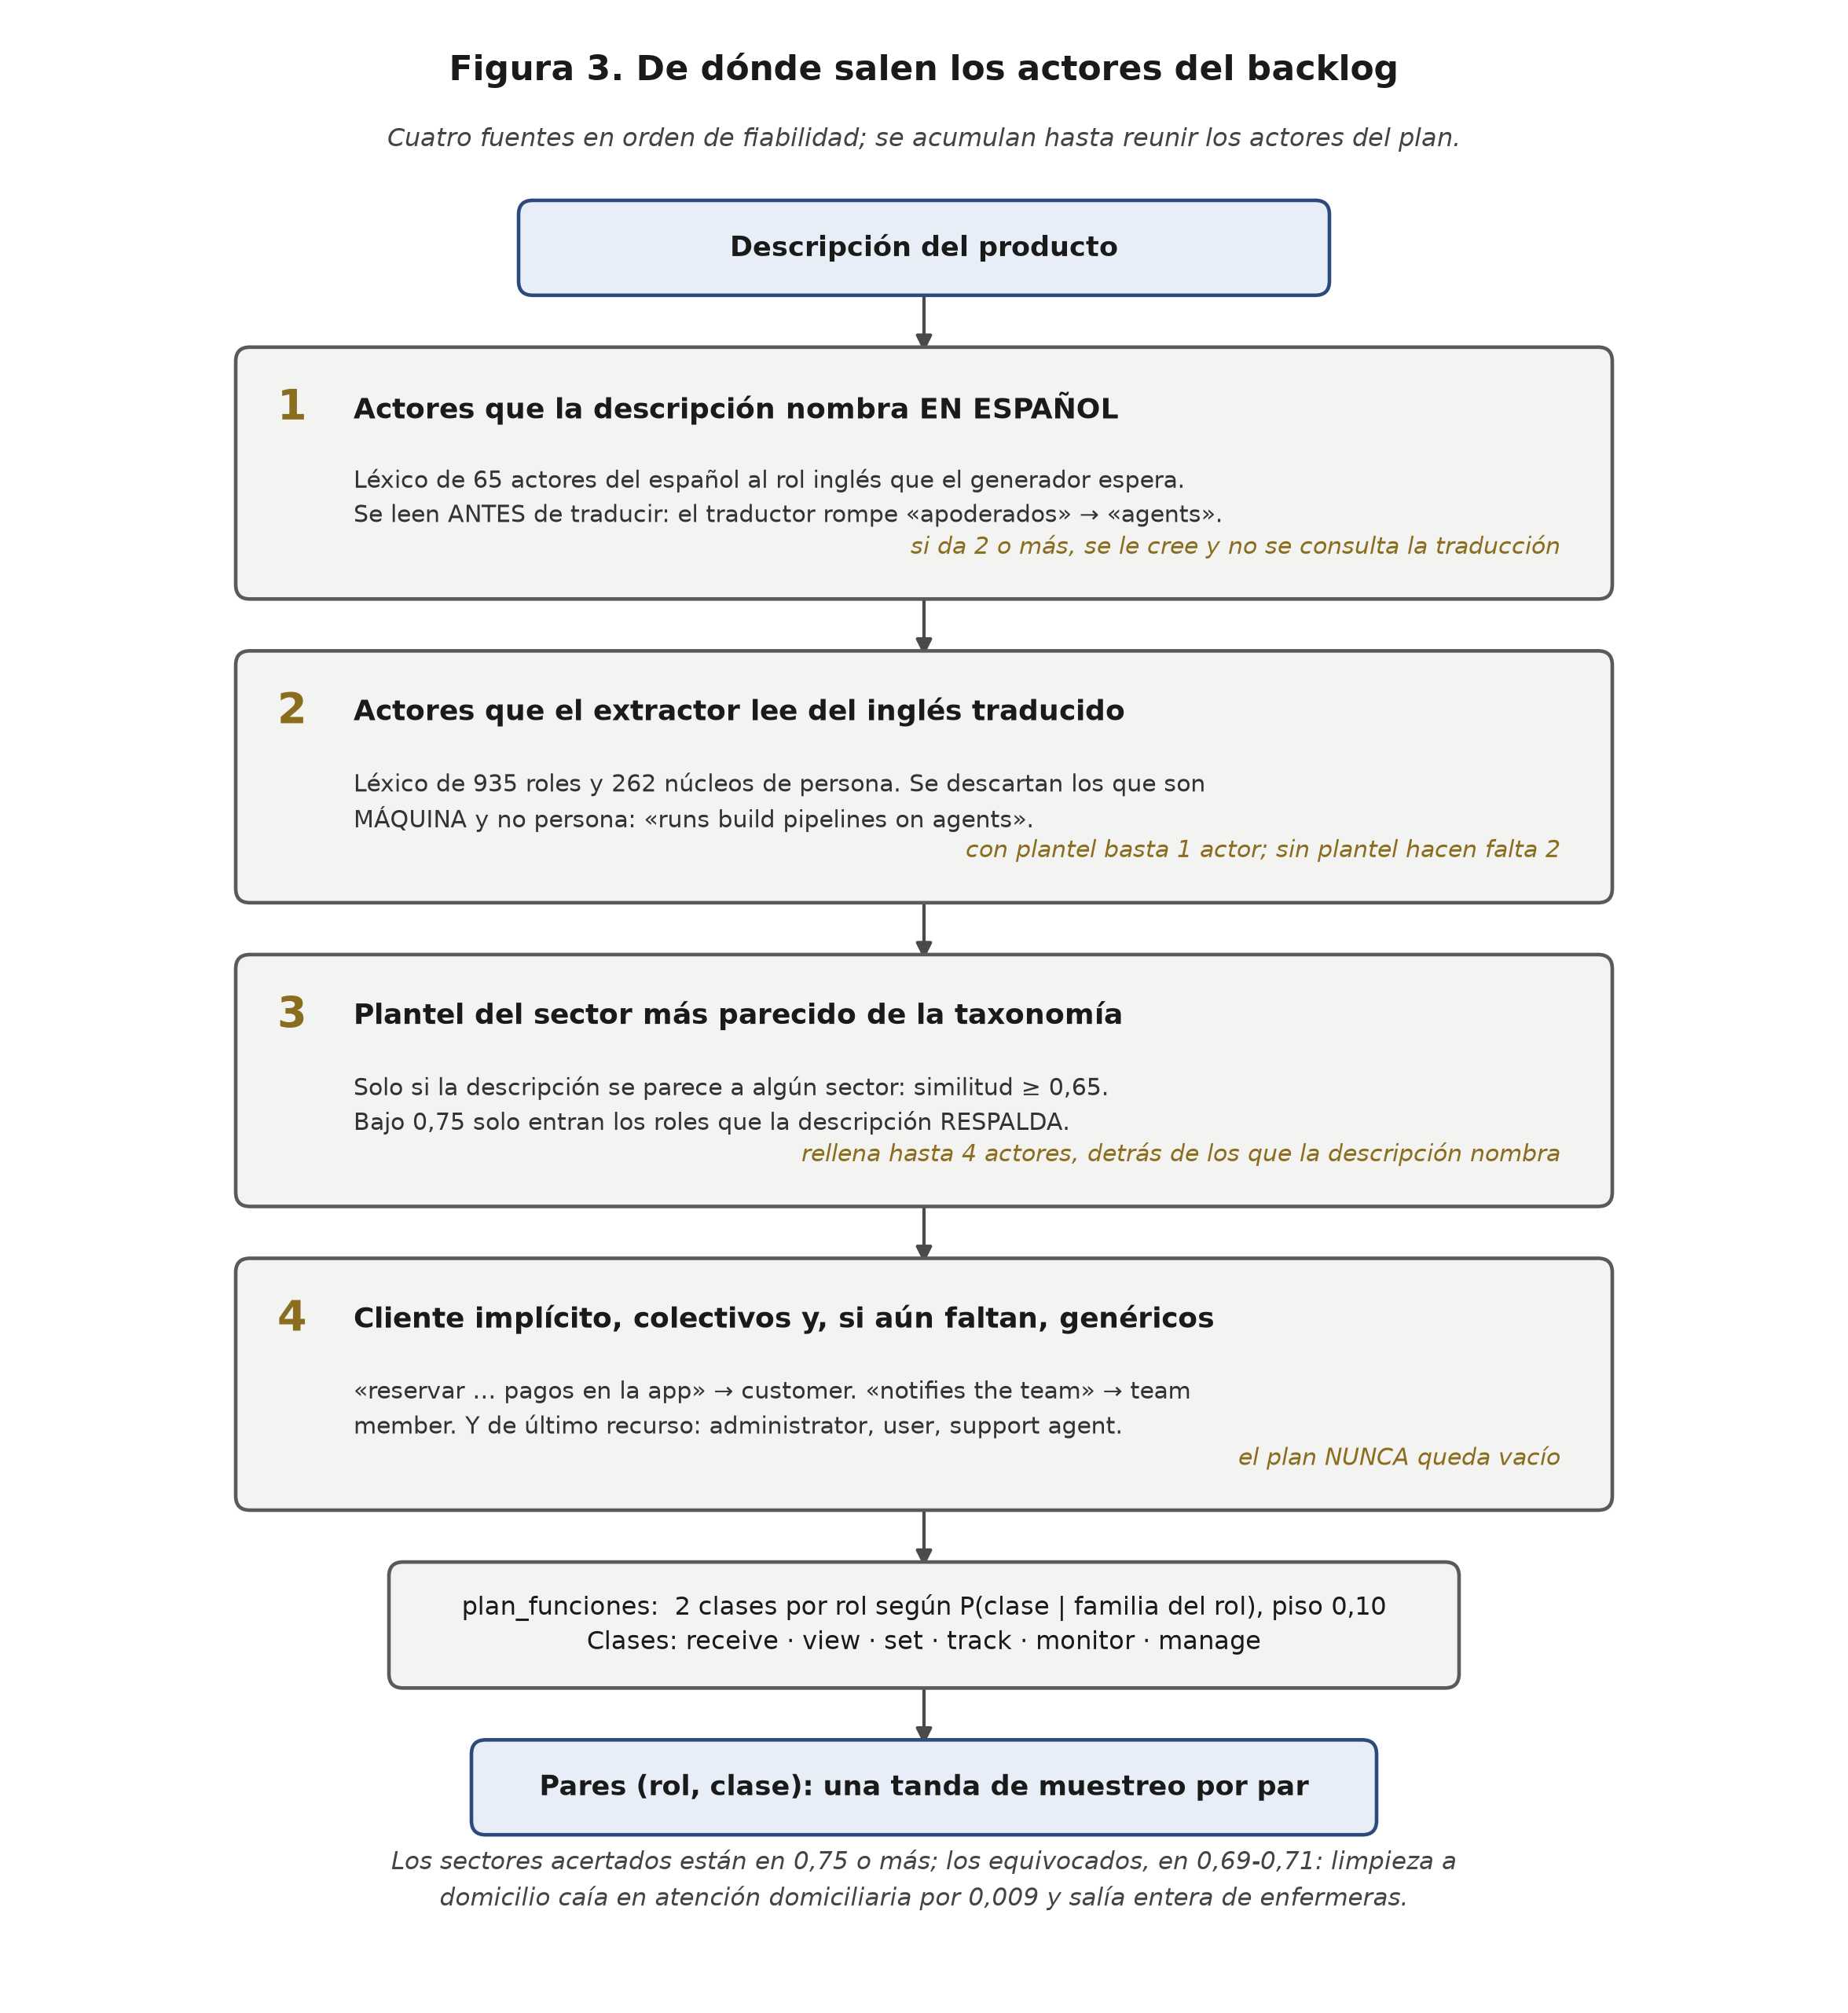 Figura 3. De dónde salen los actores del backlog
Cuatro fuentes en orden de fiabilidad; se acumulan hasta reunir los actores del plan.
Descripción del producto
1
Actores que la descripción nombra EN ESPAÑOL
Léxico de 65 actores del español al rol inglés que el generador espera.
Se leen ANTES de traducir: el traductor rompe «apoderados» → «agents».
si da 2 o más, se le cree y no se consulta la traducción
2
Actores que el extractor lee del inglés traducido
Léxico de 935 roles y 262 núcleos de persona. Se descartan los que son
MÁQUINA y no persona: «runs build pipelines on agents».
con plantel basta 1 actor; sin plantel hacen falta 2
3
Plantel del sector más parecido de la taxonomía
Solo si la descripción se parece a algún sector: similitud ≥ 0,65.
Bajo 0,75 solo entran los roles que la descripción RESPALDA.
rellena hasta 4 actores, detrás de los que la descripción nombra
4
Cliente implícito, colectivos y, si aún faltan, genéricos
«reservar … pagos en la app» → customer. «notifies the team» → team
member. Y de último recurso: administrator, user, support agent.
el plan NUNCA queda vacío
plan_funciones:  2 clases por rol según P(clase | familia del rol), piso 0,10
Clases: receive · view · set · track · monitor · manage
Pares (rol, clase): una tanda de muestreo por par
Los sectores acertados están en 0,75 o más; los equivocados, en 0,69-0,71: limpieza a
domicilio caía en atención domiciliaria por 0,009 y salía entera de enfermeras.